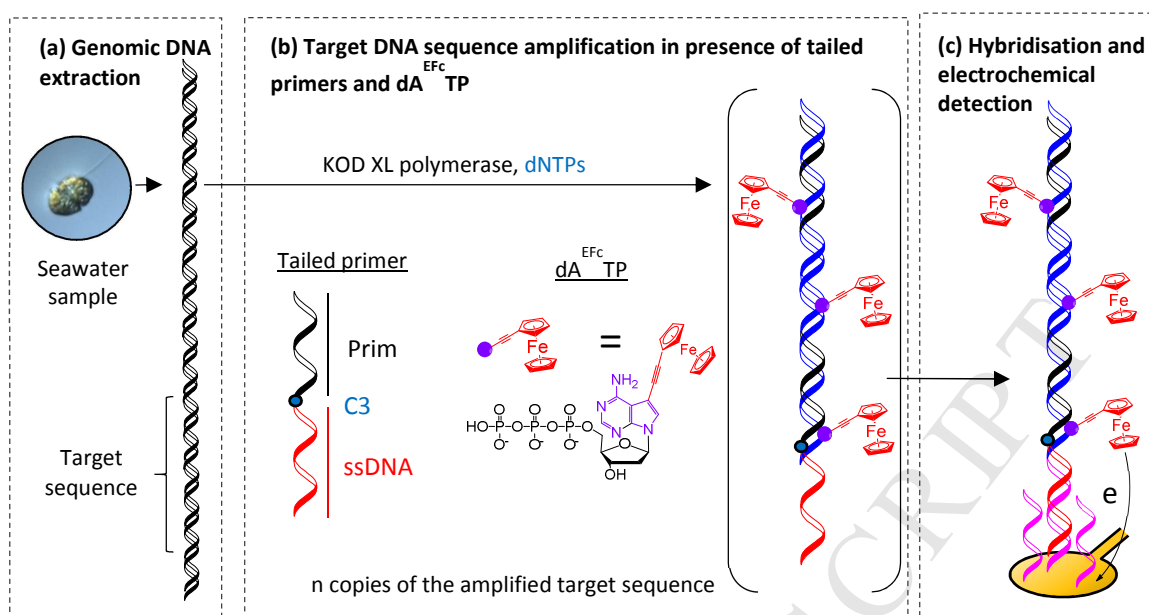 (a) Genomic DNA
extraction
Seawater
sample
Target
sequence
(b) Target DNA sequence amplification in presence of tailed
primers and dA^EFc TP
KOD XL polymerase, dNTPs
Tailed primer
Prim
C3
ssDNA
dA^EFc TP
Fe
=
Fe
NH2
N
N
N
HO-P-O-P-O-P-O
O O O
O- O- O-
O
OH
Fe
Fe
Fe
n copies of the amplified target sequence
(c) Hybridisation and
electrochemical
detection
Fe
Fe
Fe
e
CRIPT